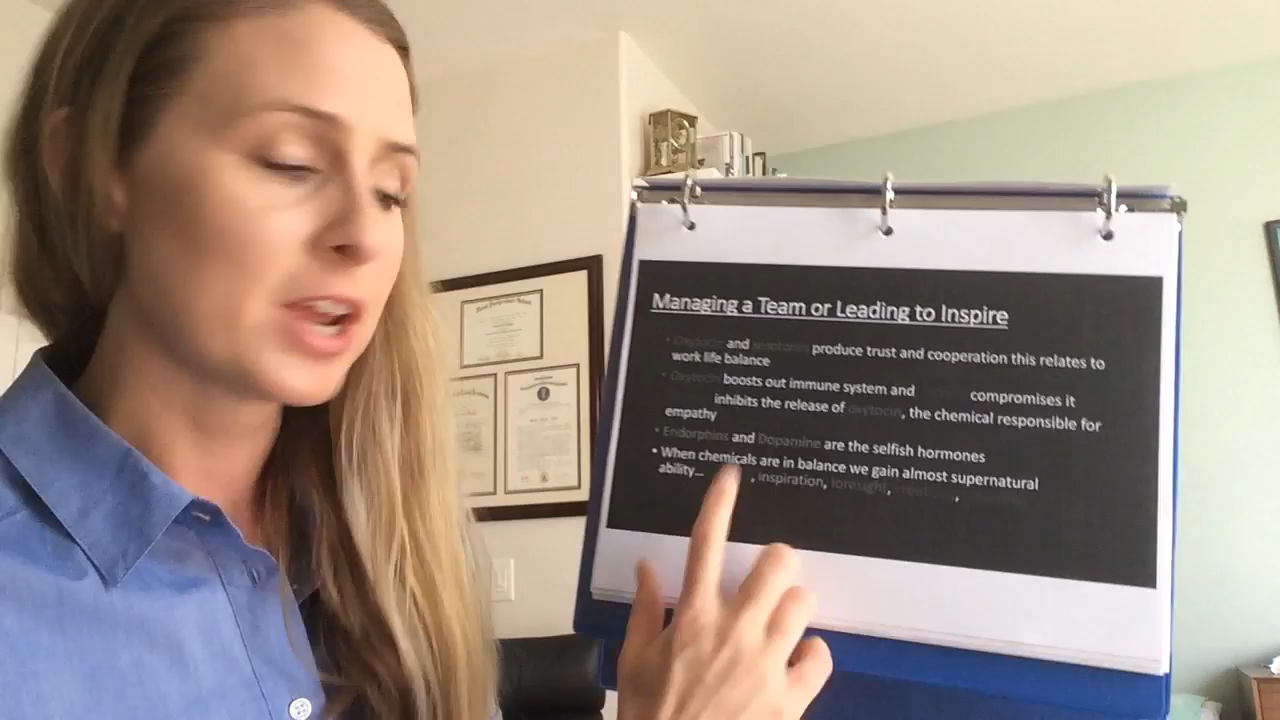 Managing a Team or Leading to Inspire
• Oxytocin and serotonin produce trust and cooperation this relates to
work life balance
• Oxytocin boosts out immune system and compromises it
inhibits the release of oxytocin, the chemical responsible for
empathy
• Endorphins and Dopamine are the selfish hormones
• When chemicals are in balance we gain almost supernatural
ability... , inspiration, foresight, ,